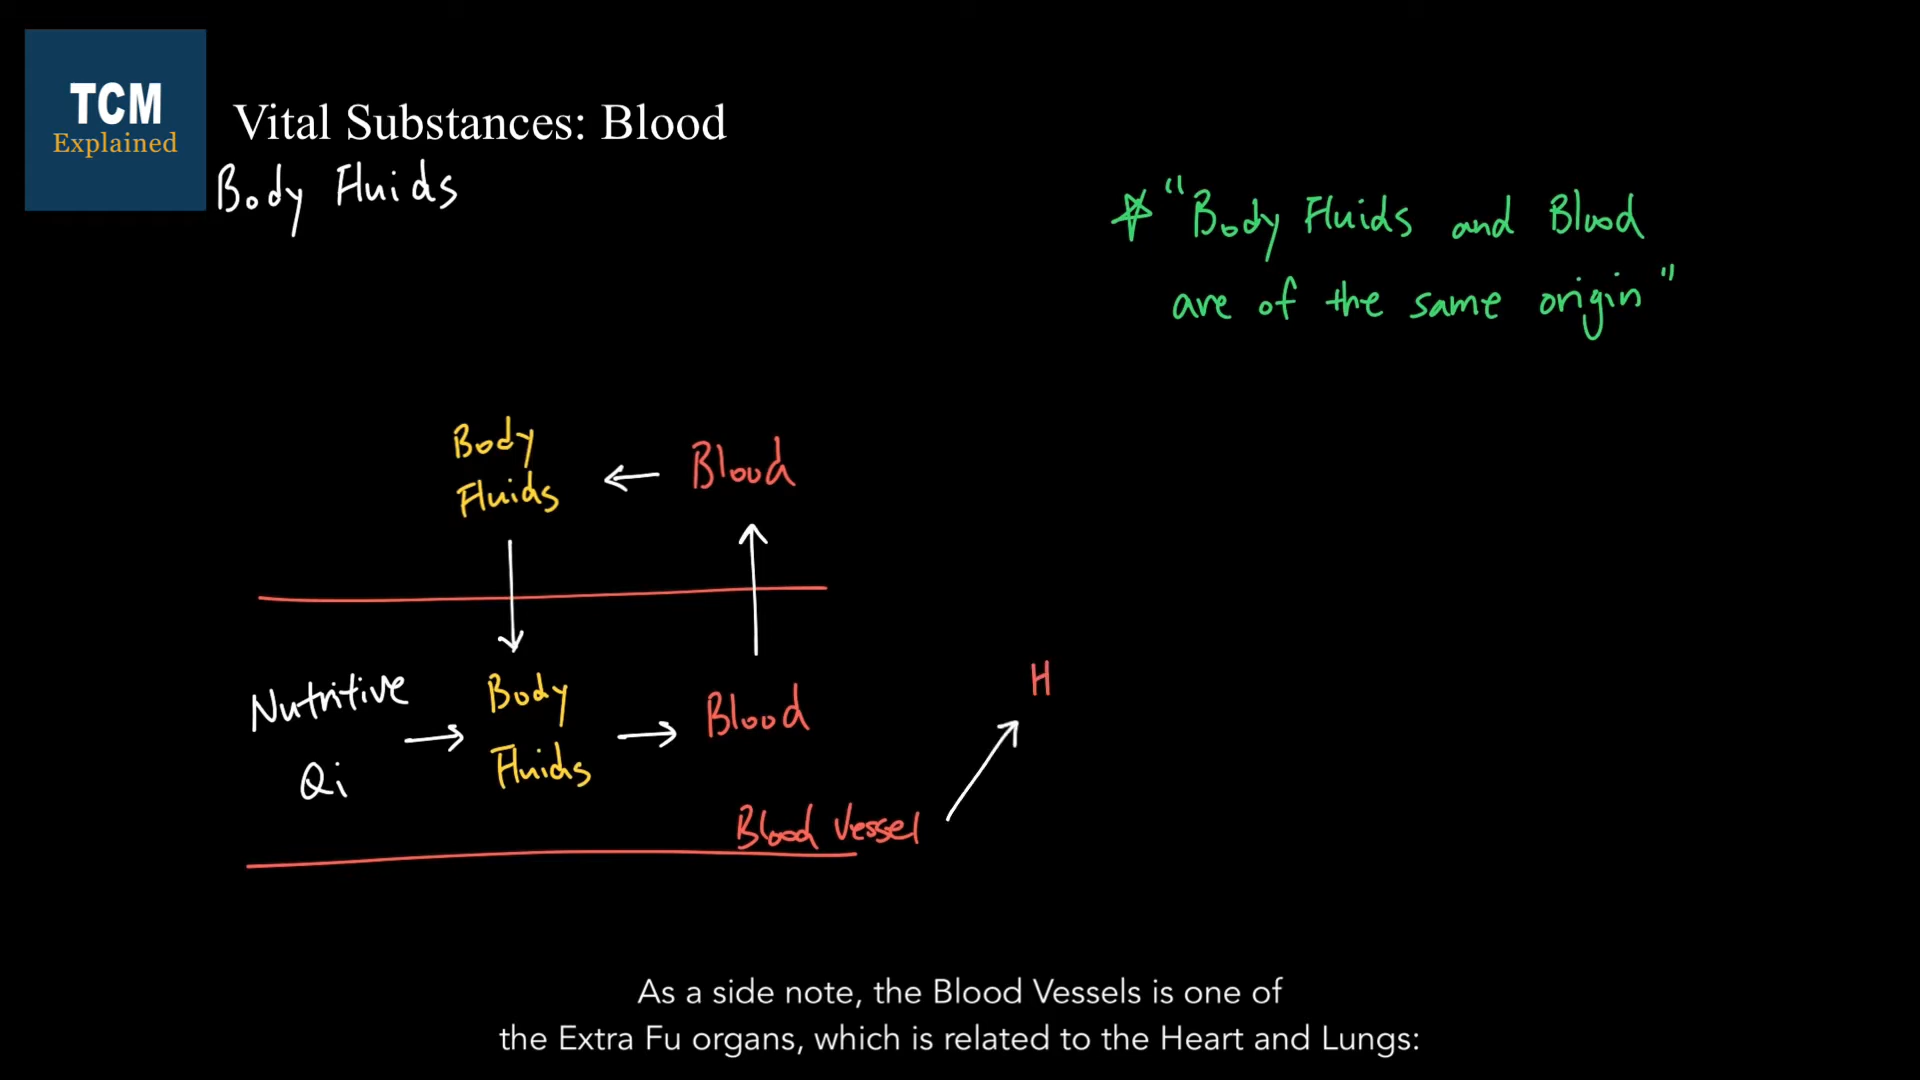 TCM
Explained
Vital Substances: Blood
Body Fluids
"Body Fluids and Blood
are of the same origin"
Body
Fluids
Blood
Nutritive
Qi
Body
Fluids
Blood
H
Blood Vessel
As a side note, the Blood Vessels is one of
the Extra Fu organs, which is related to the Heart and Lungs: